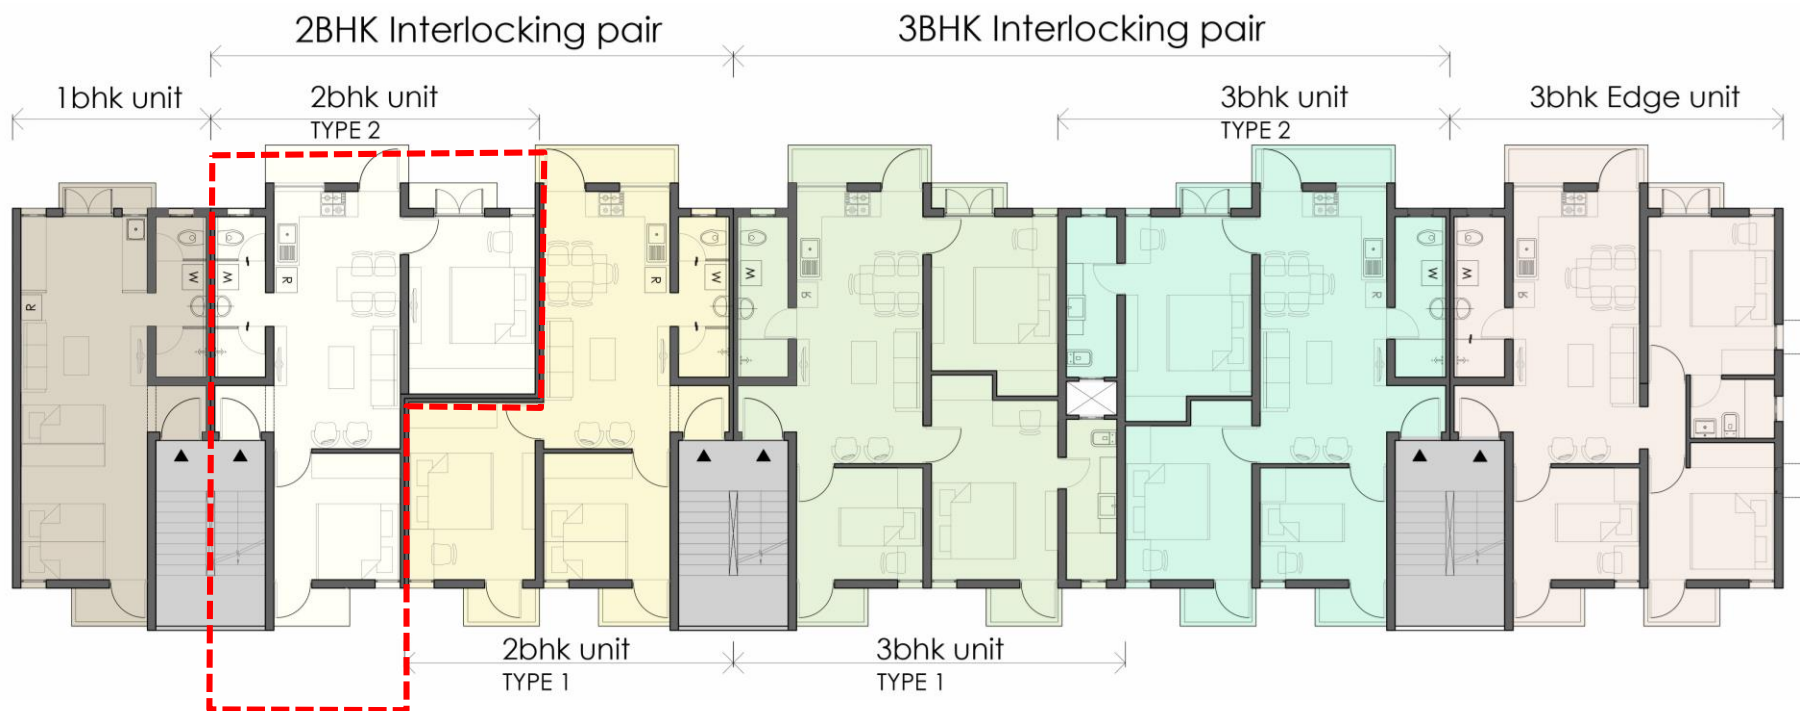 2BHK Interlocking pair
3BHK Interlocking pair
1bhk unit
2bhk unit
TYPE 2
3bhk unit
TYPE 2
3bhk Edge unit
R
W
W
R
R
W
W
R
R
W
W
R
2bhk unit
TYPE 1
3bhk unit
TYPE 1